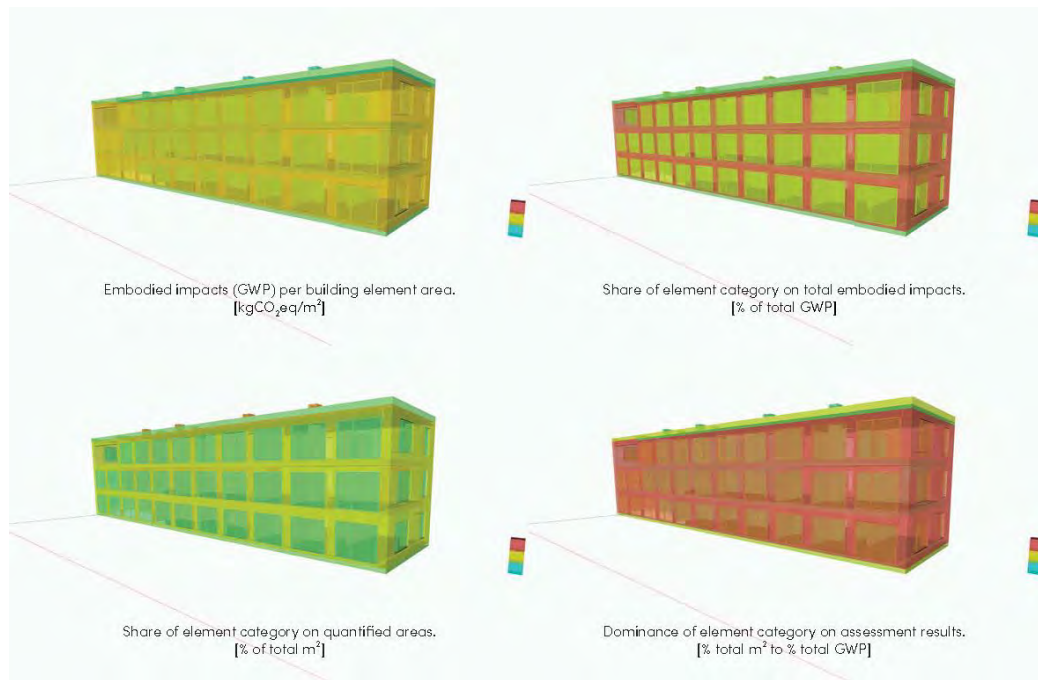 Embodied impacts (GWP) per building element area.
[kgCO₂eq/m²]
Share of element category on total embodied impacts.
[% of total GWP]
Share of element category on quantified areas.
[% of total m²]
Dominance of element category on assessment results.
[% total m² to % total GWP]